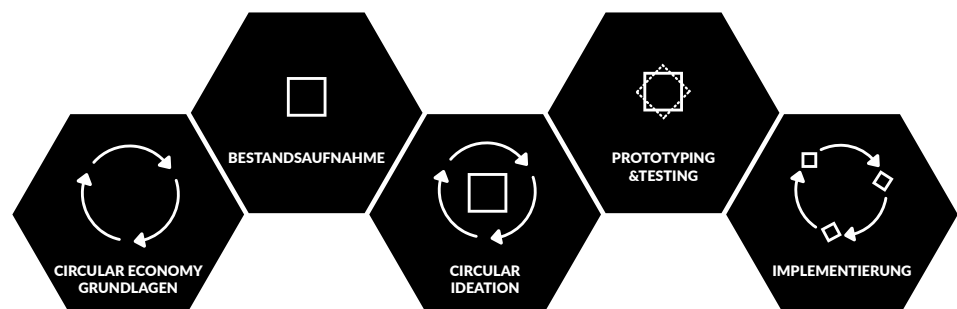 CIRCULAR ECONOMY
GRUNDLAGEN
BESTANDSAUFNAHME
CIRCULAR
IDEATION
PROTOTYPING
&TESTING
IMPLEMENTIERUNG